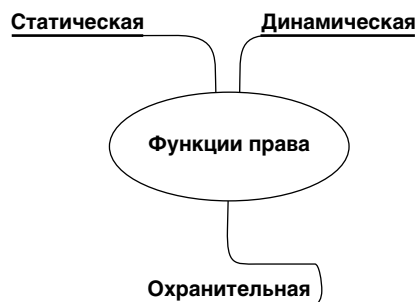 Статическая
Динамическая
Функции права
Охранительная